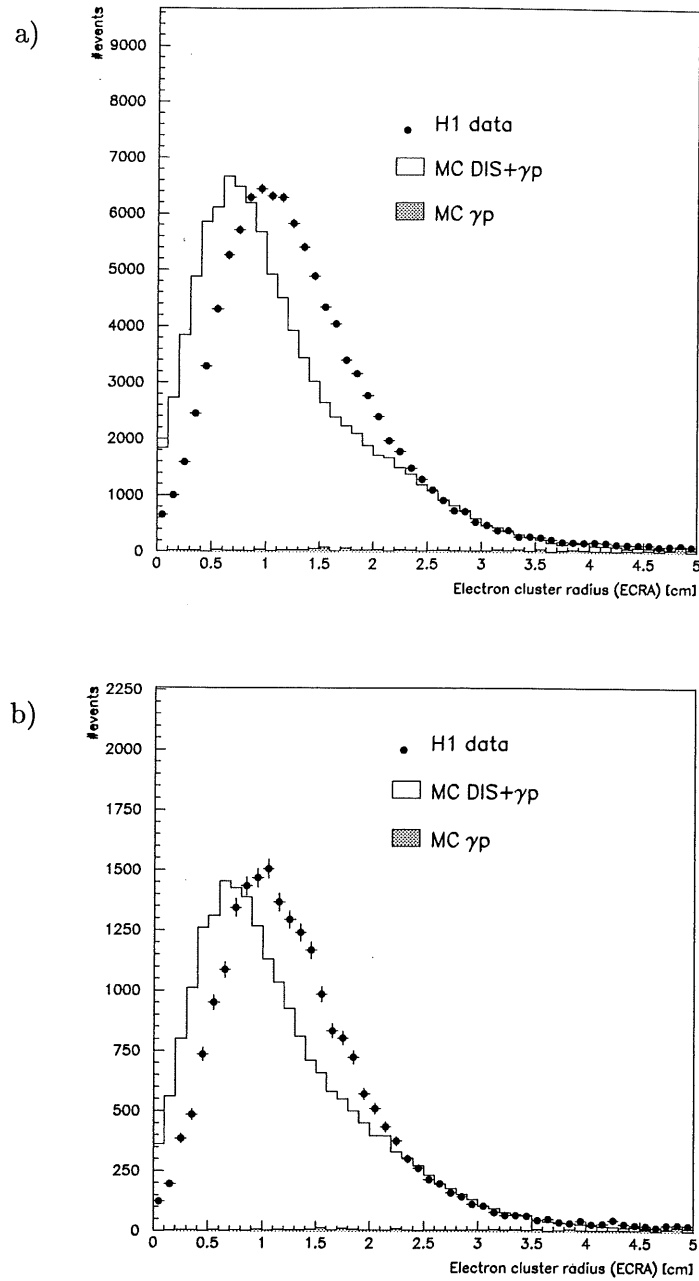 a)
#events
9000
8000
7000
6000
5000
4000
3000
2000
1000
0
H1 data
MC DIS+γp
MC γp
0 0.5 1 1.5 2 2.5 3 3.5 4 4.5 5
Electron cluster radius (ECRA) [cm]
b)
#events
2250
2000
1750
1500
1250
1000
750
500
250
0
H1 data
MC DIS+γp
MC γp
0 0.5 1 1.5 2 2.5 3 3.5 4 4.5 5
Electron cluster radius (ECRA) [cm]